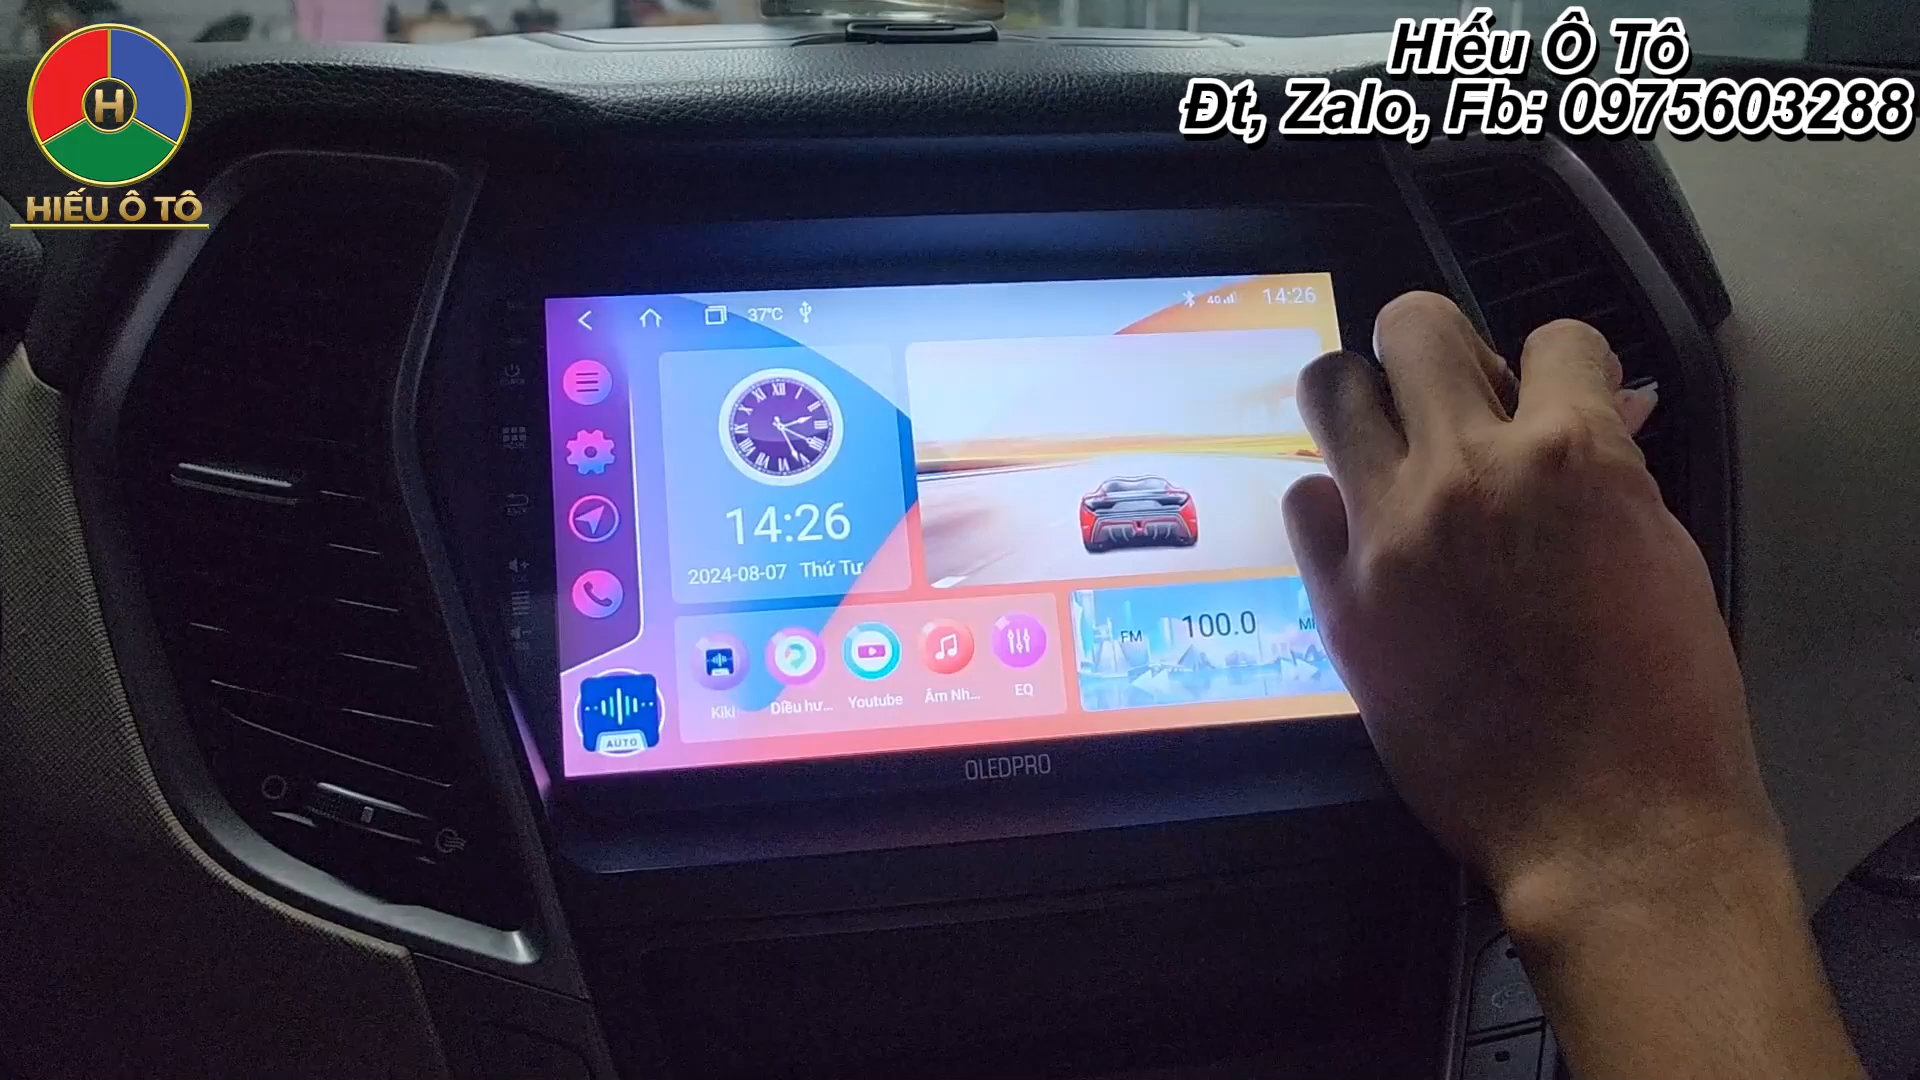 Hiếu Ô Tô
Đt, Zalo, Fb: 0975603288
H
HIẾU Ô TÔ
37°C
4G
14:26
14:26
2024-08-07 Thứ Tư
FM 100.0
Kiki
Điều hư...
Youtube
Âm Nh...
EQ
AUTO
OLEDPRO